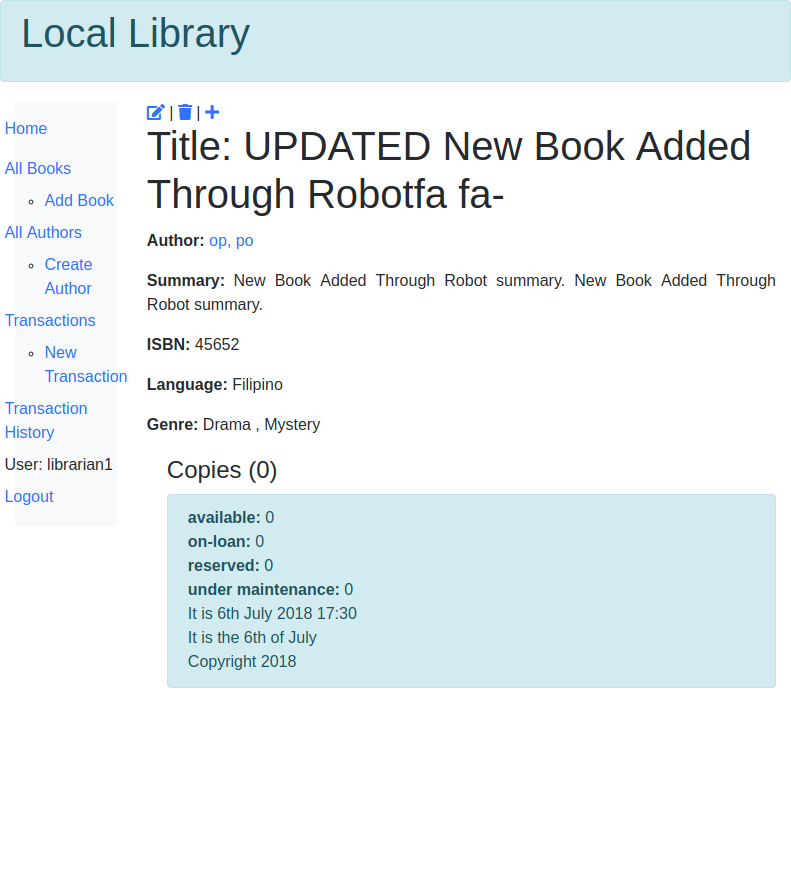 Local Library
Home
All Books
Add Book
All Authors
Create
Author
Transactions
New
Transaction
Transaction
History
User: librarian1
Logout
| |
Title: UPDATED New Book Added
Through Robotfa fa-
Author: op, po
Summary: New Book Added Through Robot summary. New Book Added Through
Robot summary.
ISBN: 45652
Language: Filipino
Genre: Drama , Mystery
Copies (0)
available: 0
on-loan: 0
reserved: 0
under maintenance: 0
It is 6th July 2018 17:30
It is the 6th of July
Copyright 2018